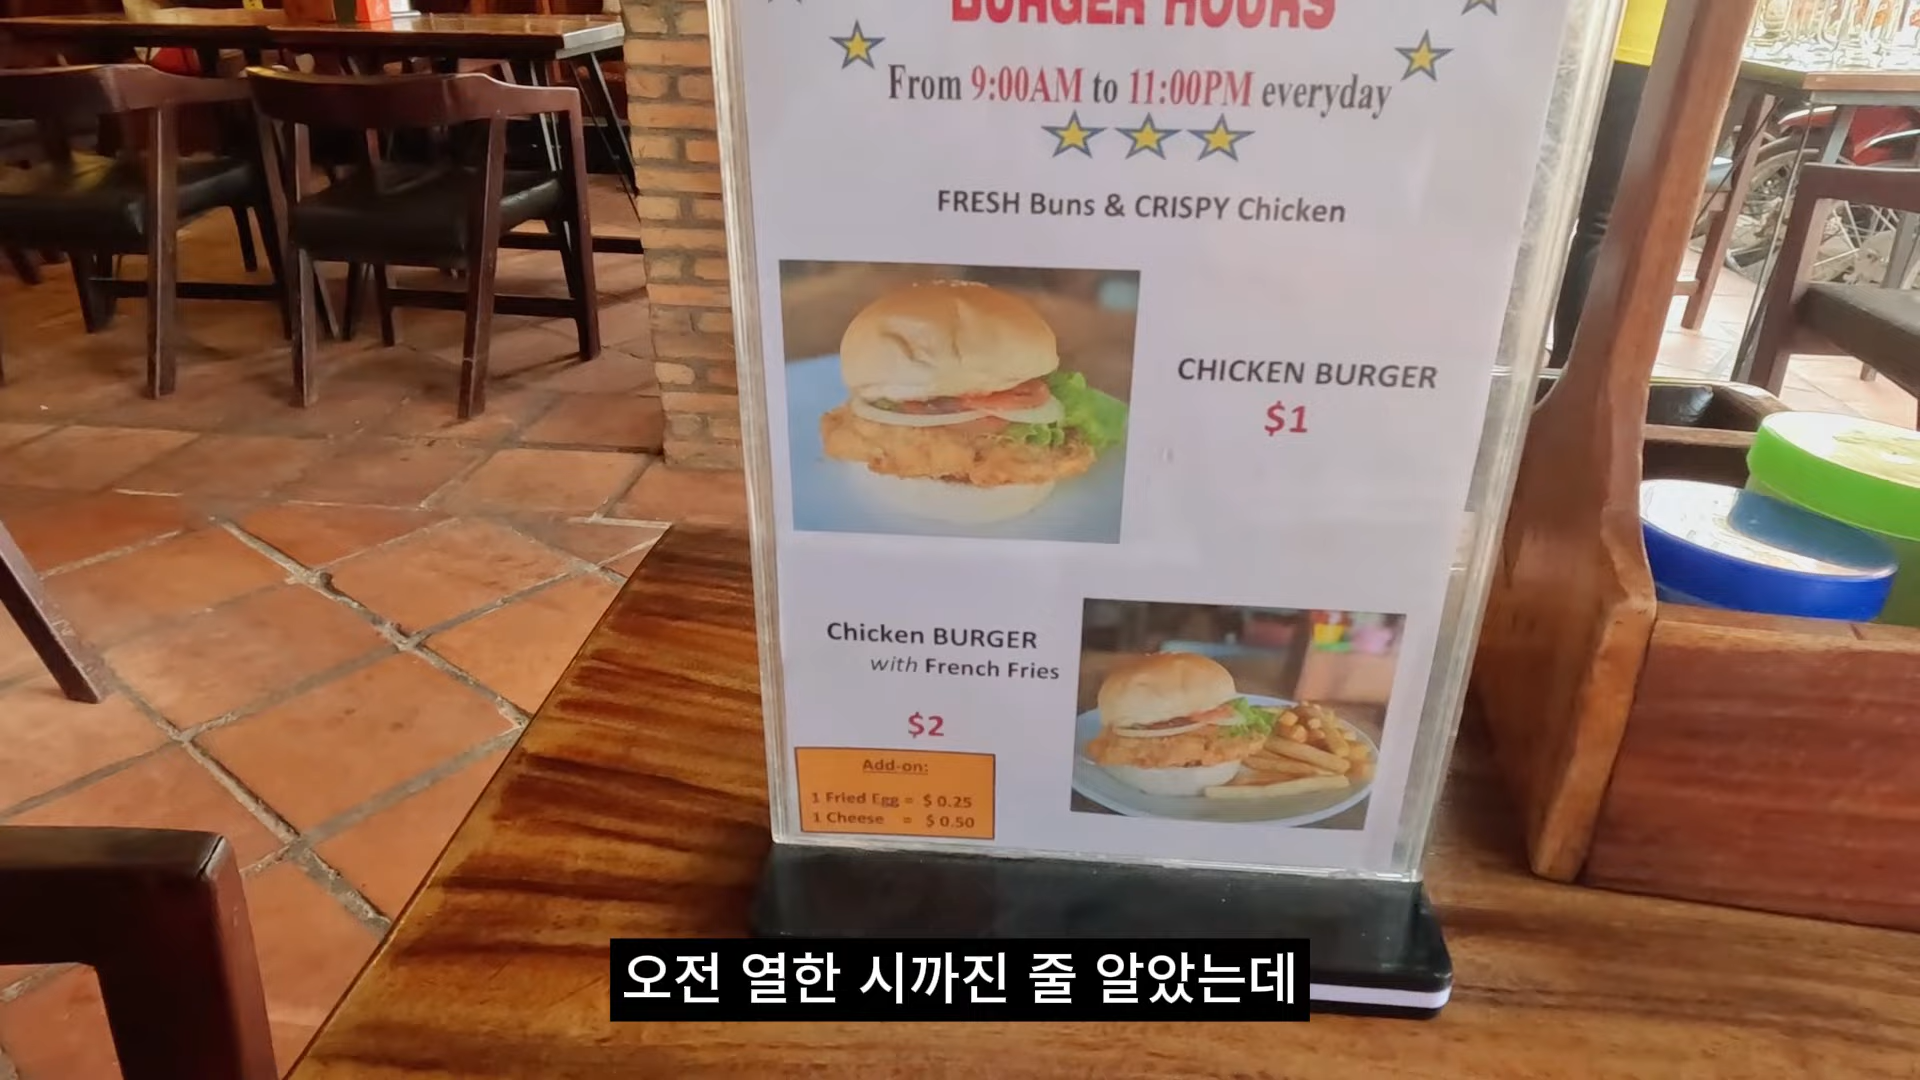 BURGER HOURS
From 9:00AM to 11:00PM everyday
FRESH Buns & CRISPY Chicken
CHICKEN BURGER
$1
Chicken BURGER
with French Fries
$2
Add-on:
1 Fried Egg = $ 0.25
1 Cheese = $ 0.50
오전 열한 시까진 줄 알았는데